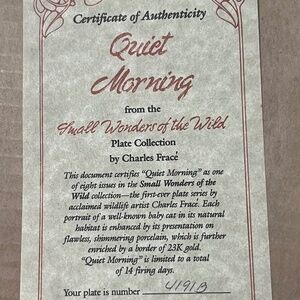 Certificate of Authenticity
Quiet
Morning
from the
Small Wonders of the Wild
Plate Collection
by Charles Fracé
This document certifies “Quiet Morning” as one
of eight issues in the Small Wonders of the
Wild collection—the first-ever plate series by
acclaimed wildlife artist Charles Fracé. Each
portrait of a well-known baby cat in its natural
habitat is enhanced by its presentation on
flawless, shimmering porcelain, which is further
enriched by a border of 23K gold.
“Quiet Morning” is limited to a total
of 14 firing days.
Your plate is number 4191B